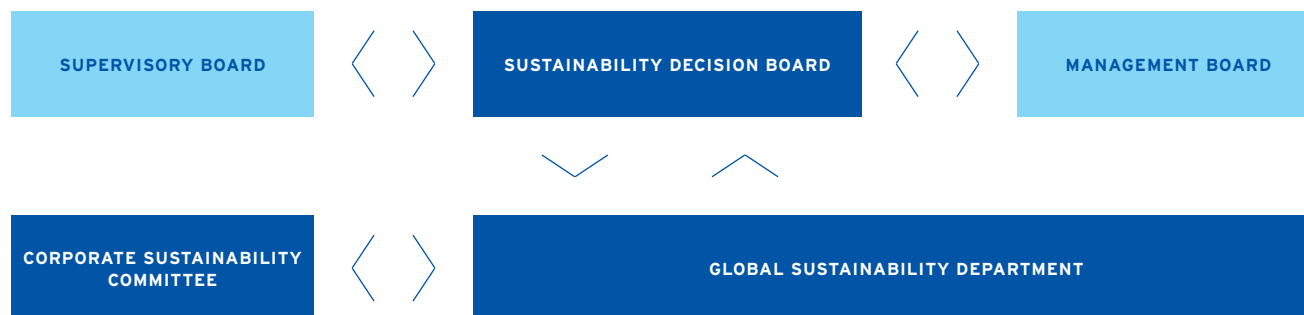 SUPERVISORY BOARD
SUSTAINABILITY DECISION BOARD
MANAGEMENT BOARD
CORPORATE SUSTAINABILITY
COMMITTEE
GLOBAL SUSTAINABILITY DEPARTMENT